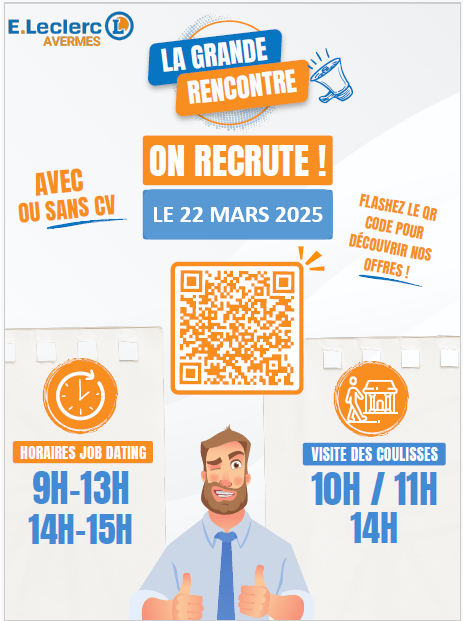 E.Leclerc L
AVERMES
LA GRANDE
RENCONTRE
ON RECRUTE !
AVEC
OU SANS CV
LE 22 MARS 2025
FLASHEZ LE QR
CODE POUR
DÉCOUVRIR NOS
OFFRES !
HORAIRES JOB DATING
9H-13H
14H-15H
VISITE DES COULISSES
10H / 11H
14H